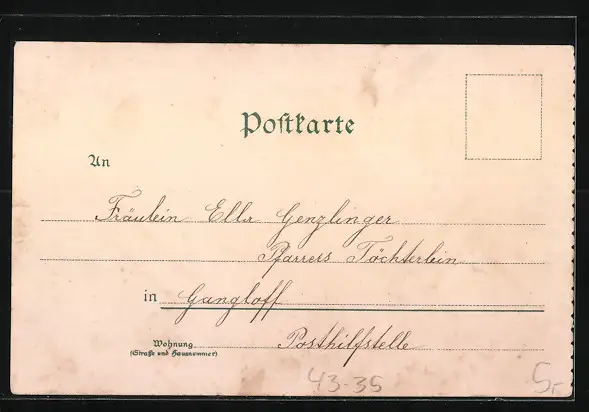 Postkarte
An
Fräulein Ella Genzlinger
Pfarrers Töchterlein
in Gangloff
Wohnung Posthilfstelle
(Straße und Hausnummer)
43-35 5,-